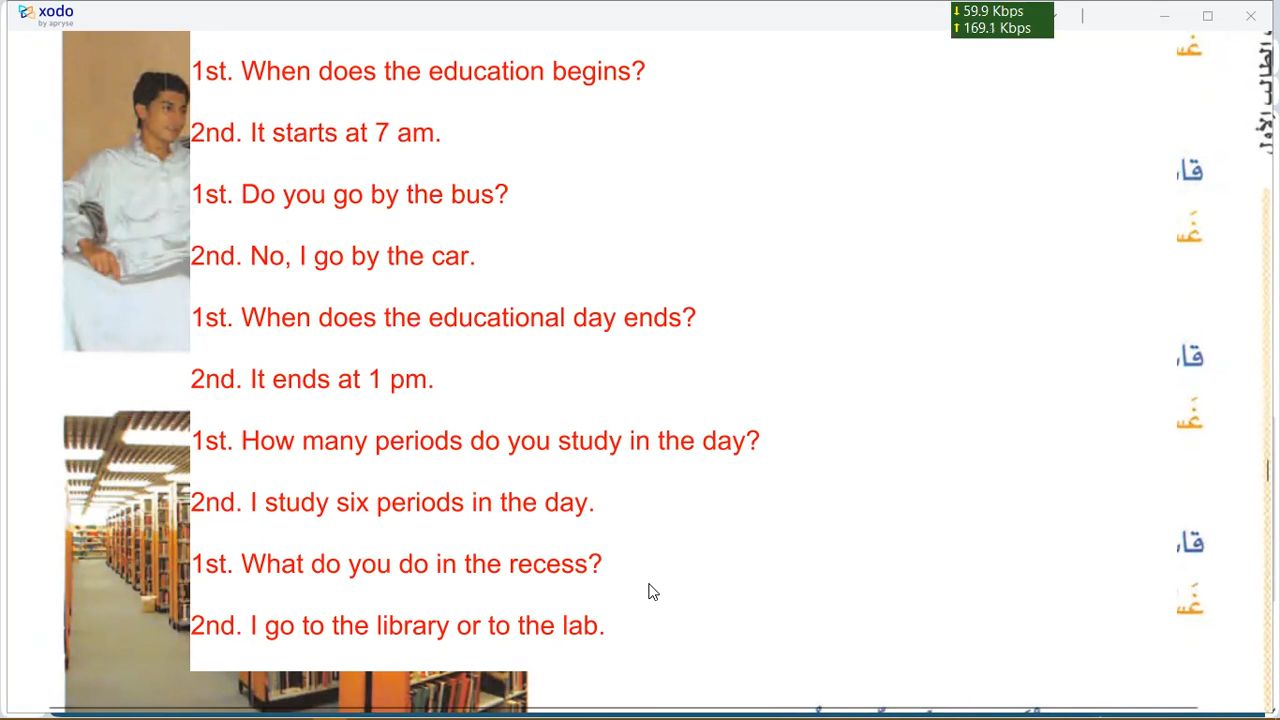 xodo
by apryse
59.9 Kbps
169.1 Kbps
1st. When does the education begins?
2nd. It starts at 7 am.
1st. Do you go by the bus?
2nd. No, I go by the car.
1st. When does the educational day ends?
2nd. It ends at 1 pm.
1st. How many periods do you study in the day?
2nd. I study six periods in the day.
1st. What do you do in the recess?
2nd. I go to the library or to the lab.
الطالب الأول